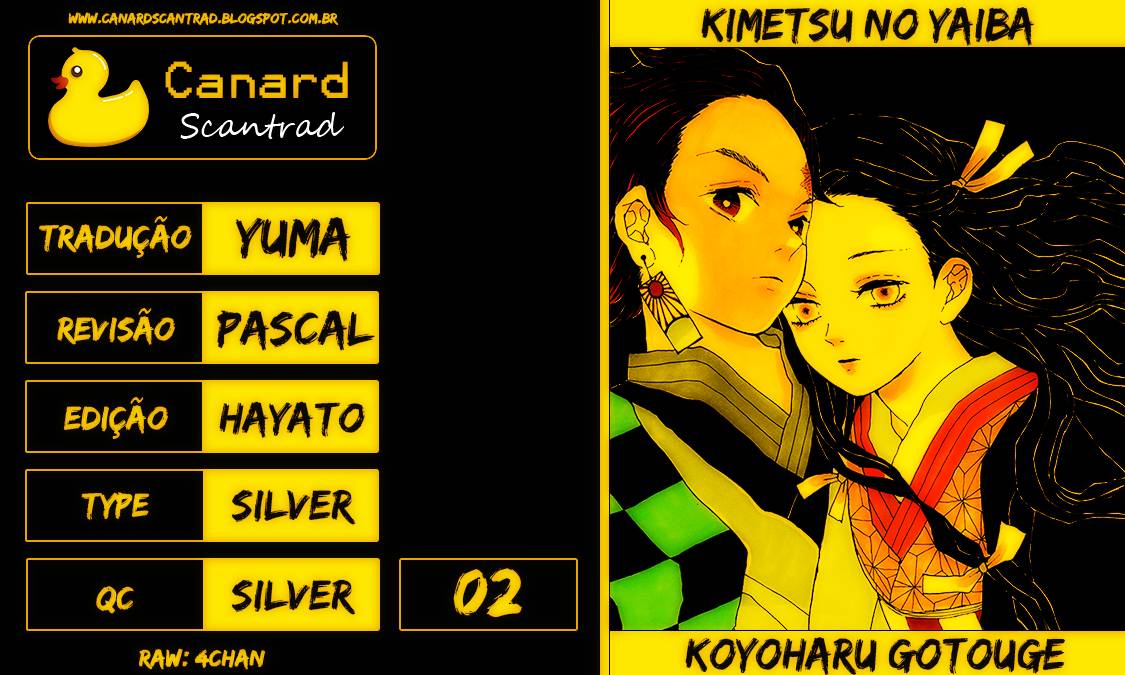 WWW.CANARDSCANTRAD.BLOGSPOT.COM.BR
Canard
Scantrad
TRADUÇÃO YUMA
REVISÃO PASCAL
EDIÇÃO HAYATO
TYPE SILVER
QC SILVER
02
RAW: 4CHAN
KIMETSU NO YAIBA
KOYOHARU GOTOUGE